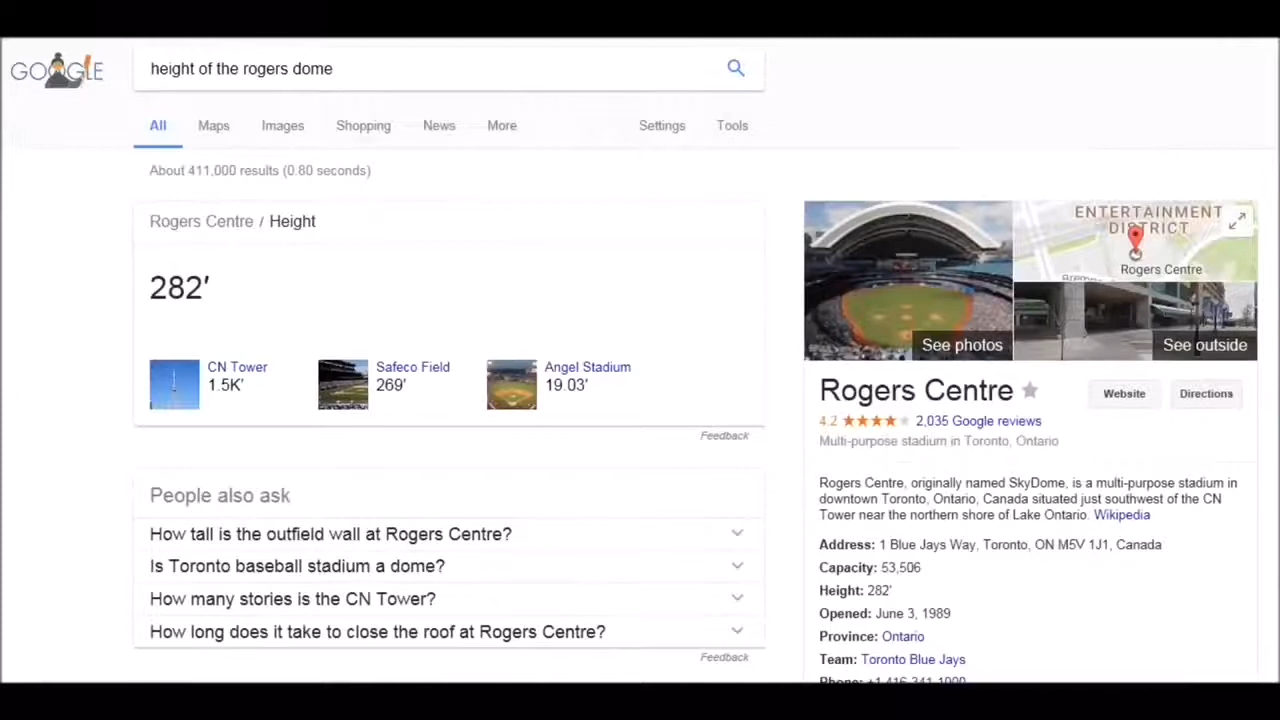 GOOGLE
height of the rogers dome
All Maps Images Shopping News More Settings Tools
About 411,000 results (0.80 seconds)
Rogers Centre / Height
282′
CN Tower
1.5K′
Safeco Field
269′
Angel Stadium
19 03′
Feedback
People also ask
How tall is the outfield wall at Rogers Centre?
Is Toronto baseball stadium a dome?
How many stories is the CN Tower?
How long does it take to close the roof at Rogers Centre?
Feedback
ENTERTAINMENT
DISTRICT
Rogers Centre
See photos
See outside
Rogers Centre
Website
Directions
4.2 2,035 Google reviews
Multi-purpose stadium in Toronto, Ontario
Rogers Centre, originally named SkyDome, is a multi-purpose stadium in
downtown Toronto, Ontario, Canada situated just southwest of the CN
Tower near the northern shore of Lake Ontario. Wikipedia
Address: 1 Blue Jays Way, Toronto, ON M5V 1J1, Canada
Capacity: 53,506
Height: 282′
Opened: June 3, 1989
Province: Ontario
Team: Toronto Blue Jays
Phone: +1 416-341-1000